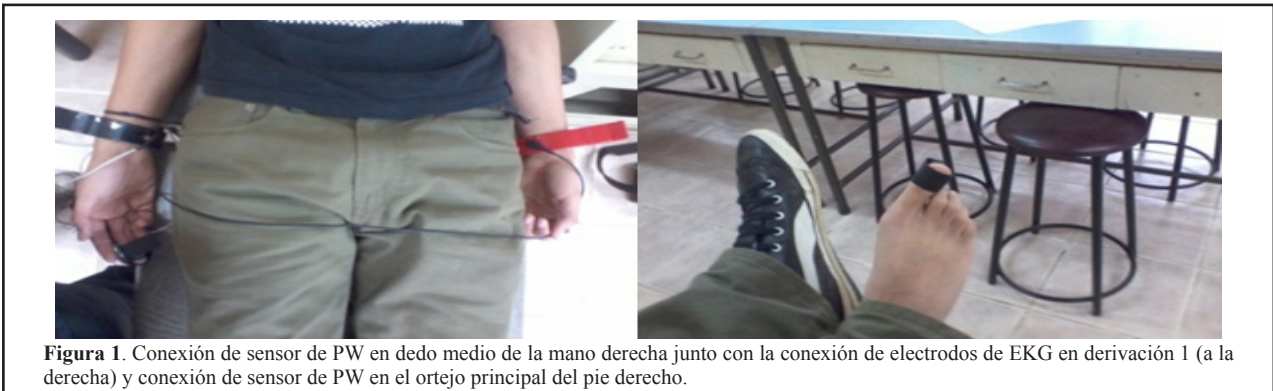 Figura 1. Conexión de sensor de PW en dedo medio de la mano derecha junto con la conexión de electrodos de EKG en derivación 1 (a la
derecha) y conexión de sensor de PW en el ortejo principal del pie derecho.